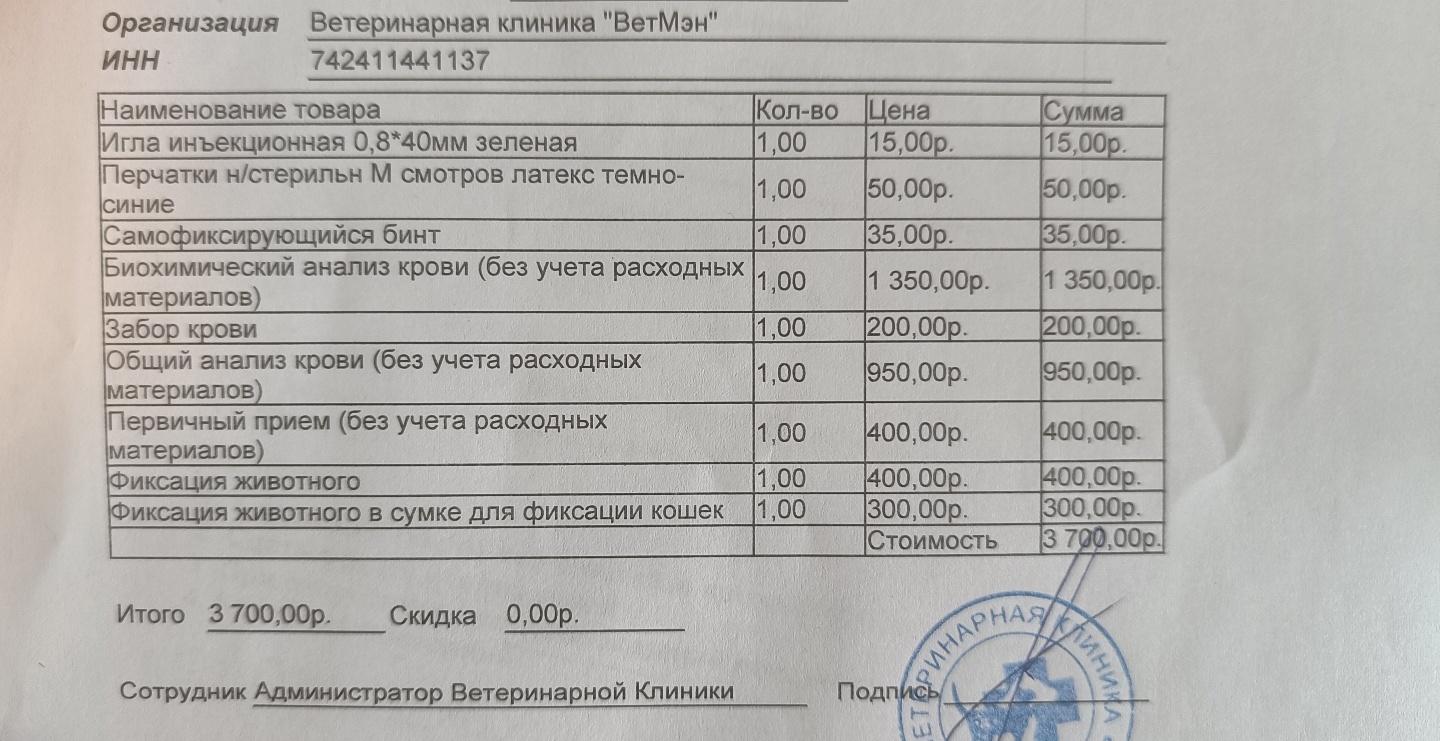 Организация Ветеринарная клиника "ВетМэн"
ИНН 742411441137
Наименование товара Кол-во Цена Сумма
Игла инъекционная 0,8*40мм зеленая 1,00 15,00р. 15,00р.
Перчатки н/стерильн М смотров латекс темно-
синие 1,00 50,00р. 50,00р.
Самофиксирующийся бинт 1,00 35,00р. 35,00р.
Биохимический анализ крови (без учета расходных
материалов) 1,00 1 350,00р. 1 350,00р.
Забор крови 1,00 200,00р. 200,00р.
Общий анализ крови (без учета расходных
материалов) 1,00 950,00р. 950,00р.
Первичный прием (без учета расходных
материалов) 1,00 400,00р. 400,00р.
Фиксация животного 1,00 400,00р. 400,00р.
Фиксация животного в сумке для фиксации кошек 1,00 300,00р. 300,00р.
Стоимость 3 700,00р.
Итого 3 700,00р. Скидка 0,00р.
Сотрудник Администратор Ветеринарной Клиники Подпись
ВЕТЕРИНАРНАЯ КЛИНИКА